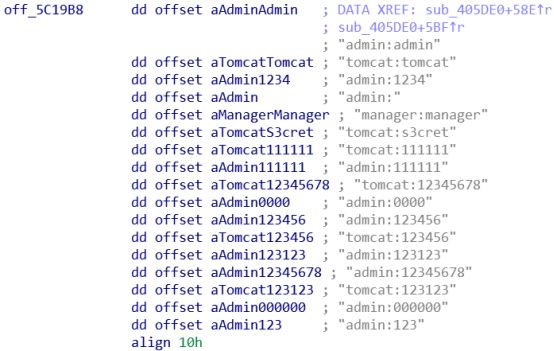 off_5C19B8 dd offset aAdminAdmin ; DATA XREF: sub_405DE0+58E↑r
; sub_405DE0+5BF↑r
; "admin:admin"
dd offset aTomcatTomcat ; "tomcat:tomcat"
dd offset aAdmin1234 ; "admin:1234"
dd offset aAdmin ; "admin:"
dd offset aManagerManager ; "manager:manager"
dd offset aTomcatS3cret ; "tomcat:s3cret"
dd offset aTomcat111111 ; "tomcat:111111"
dd offset aAdmin111111 ; "admin:111111"
dd offset aTomcat12345678 ; "tomcat:12345678"
dd offset aAdmin0000 ; "admin:0000"
dd offset aAdmin123456 ; "admin:123456"
dd offset aTomcat123456 ; "tomcat:123456"
dd offset aAdmin123123 ; "admin:123123"
dd offset aAdmin12345678 ; "admin:12345678"
dd offset aTomcat123123 ; "tomcat:123123"
dd offset aAdmin000000 ; "admin:000000"
dd offset aAdmin123 ; "admin:123"
align 10h